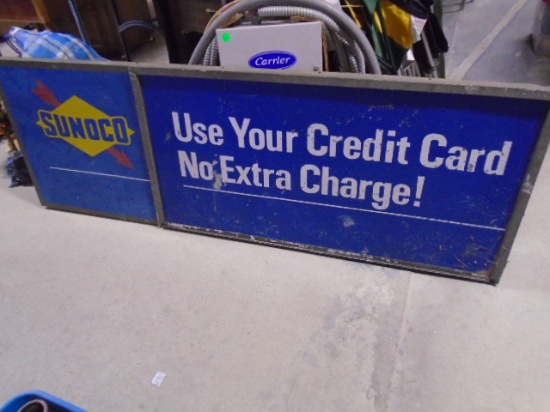 Carrier
SUNOCO
Use Your Credit Card
No Extra Charge!